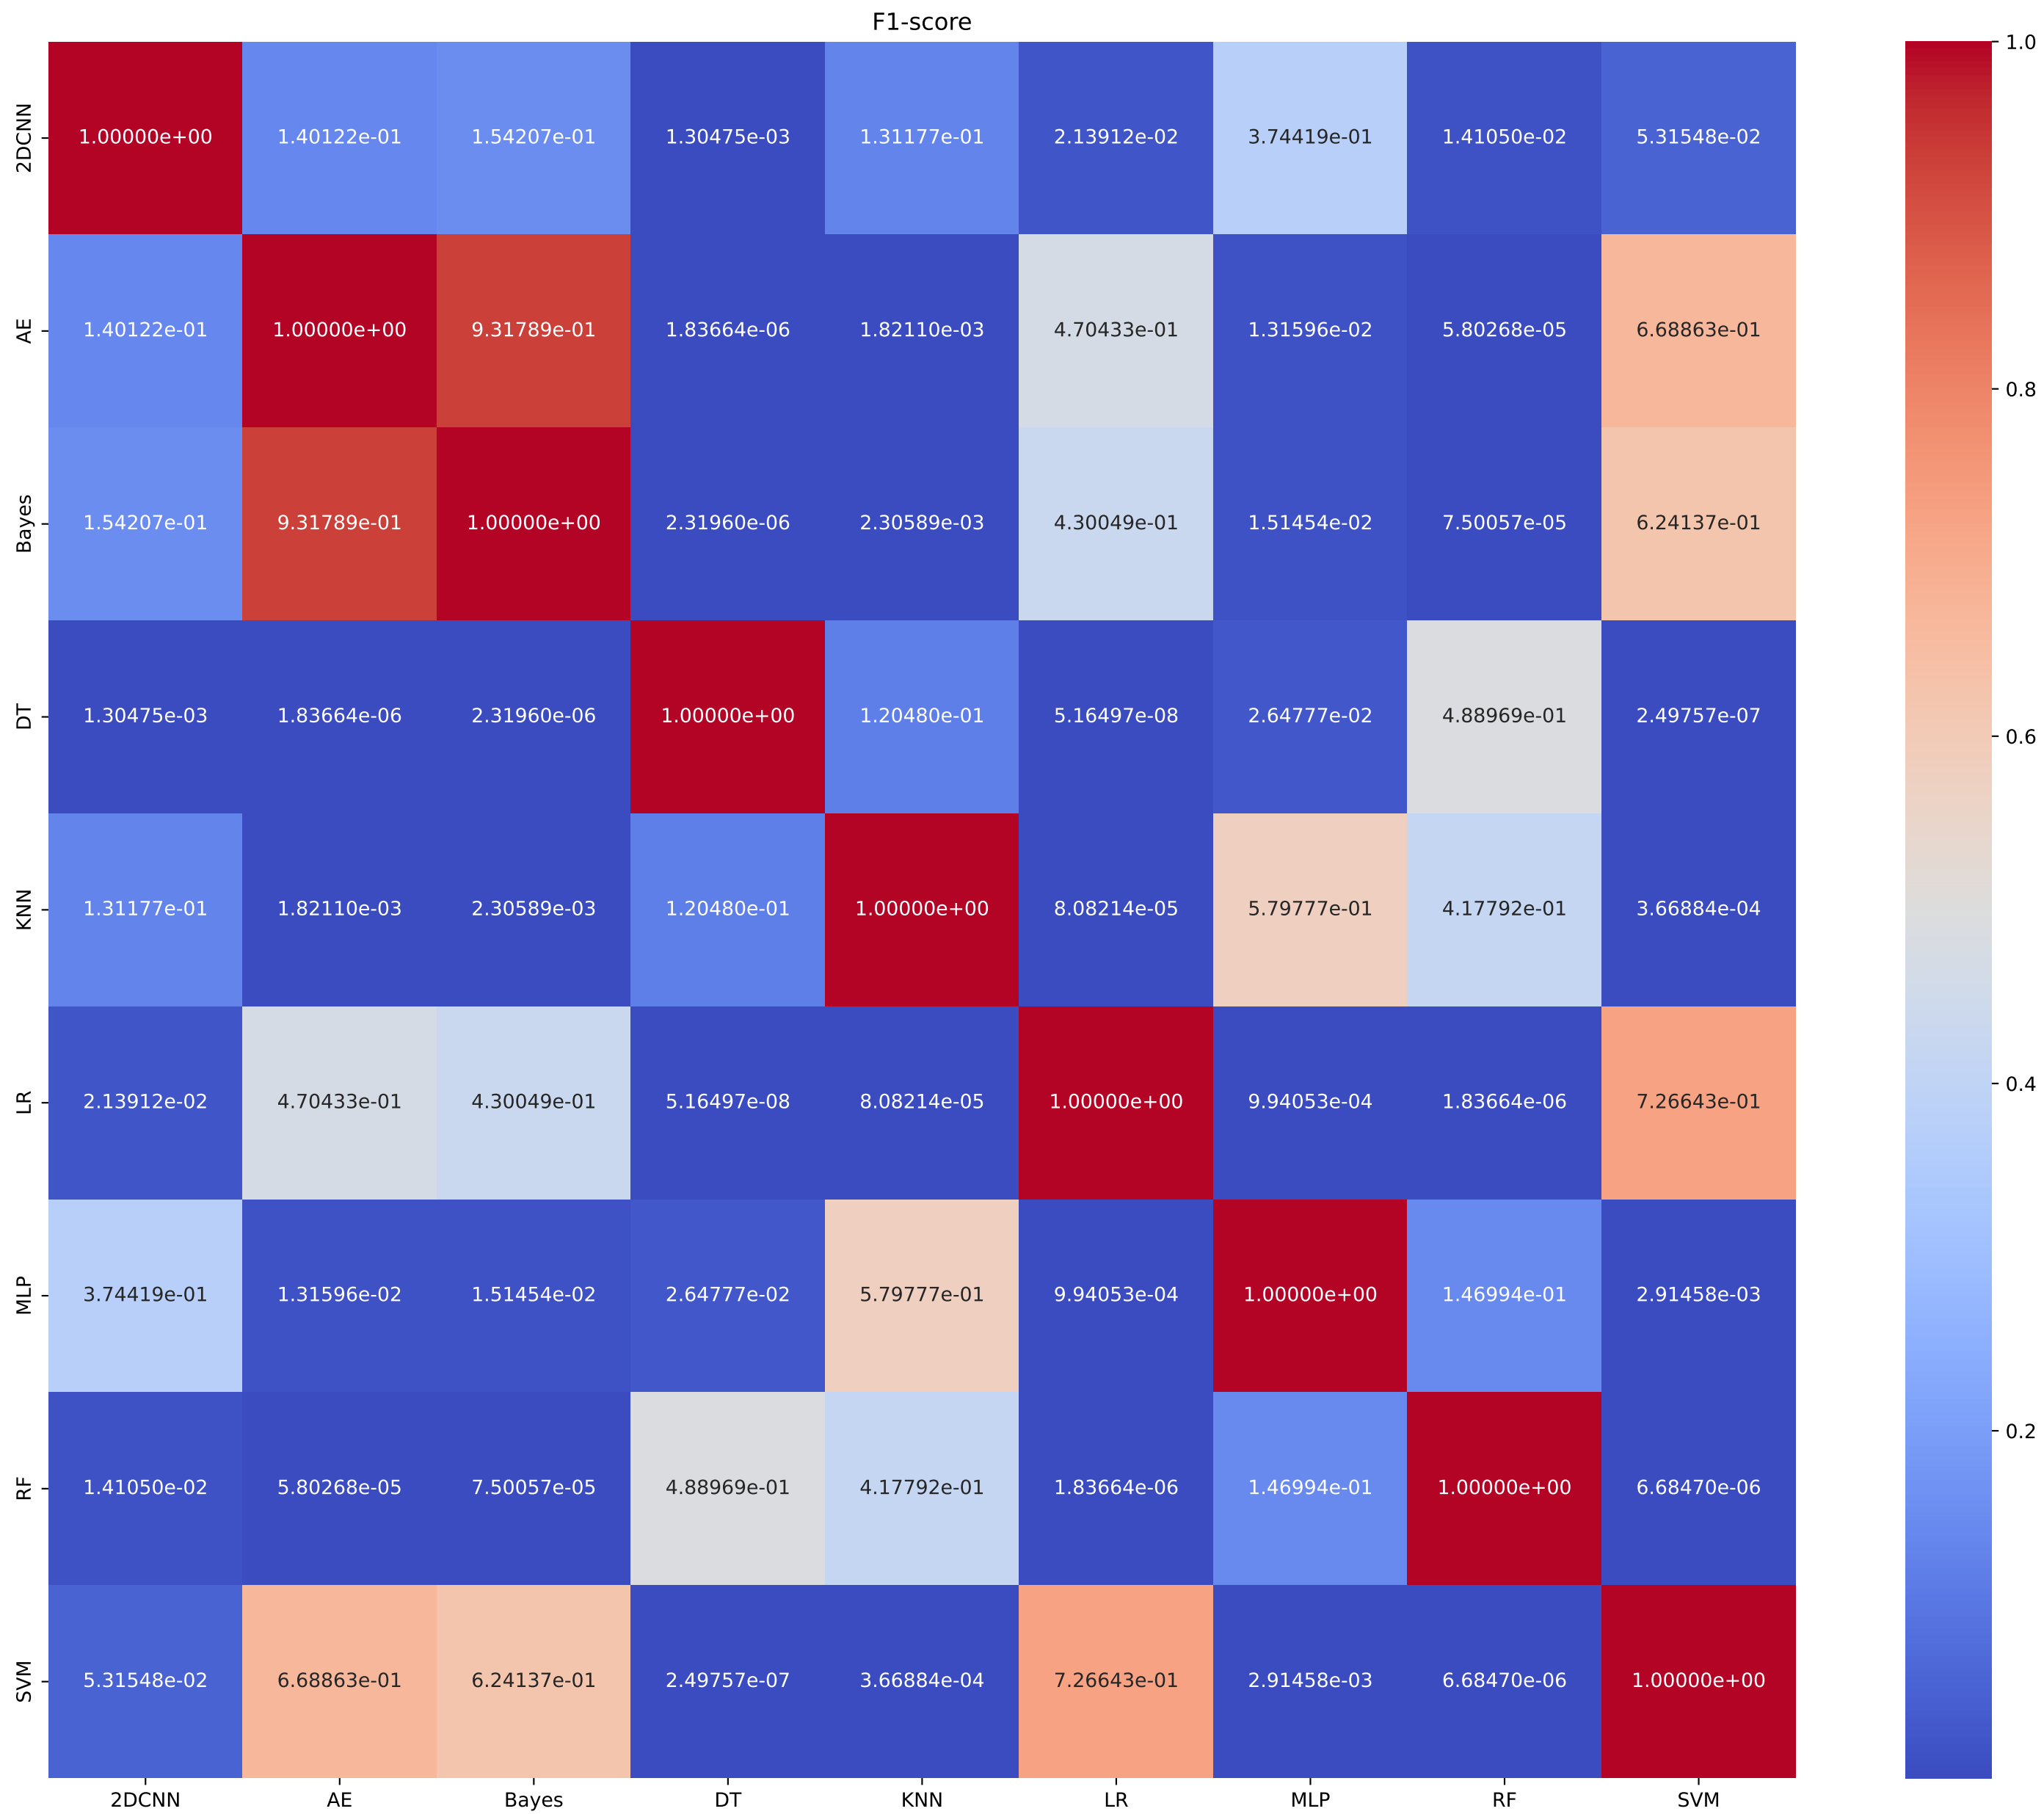 F1-score
2DCNN 1.00000e+00 1.40122e-01 1.54207e-01 1.30475e-03 1.31177e-01 2.13912e-02 3.74419e-01 1.41050e-02 5.31548e-02
AE 1.40122e-01 1.00000e+00 9.31789e-01 1.83664e-06 1.82110e-03 4.70433e-01 1.31596e-02 5.80268e-05 6.68863e-01
Bayes 1.54207e-01 9.31789e-01 1.00000e+00 2.31960e-06 2.30589e-03 4.30049e-01 1.51454e-02 7.50057e-05 6.24137e-01
DT 1.30475e-03 1.83664e-06 2.31960e-06 1.00000e+00 1.20480e-01 5.16497e-08 2.64777e-02 4.88969e-01 2.49757e-07
KNN 1.31177e-01 1.82110e-03 2.30589e-03 1.20480e-01 1.00000e+00 8.08214e-05 5.79777e-01 4.17792e-01 3.66884e-04
LR 2.13912e-02 4.70433e-01 4.30049e-01 5.16497e-08 8.08214e-05 1.00000e+00 9.94053e-04 1.83664e-06 7.26643e-01
MLP 3.74419e-01 1.31596e-02 1.51454e-02 2.64777e-02 5.79777e-01 9.94053e-04 1.00000e+00 1.46994e-01 2.91458e-03
RF 1.41050e-02 5.80268e-05 7.50057e-05 4.88969e-01 4.17792e-01 1.83664e-06 1.46994e-01 1.00000e+00 6.68470e-06
SVM 5.31548e-02 6.68863e-01 6.24137e-01 2.49757e-07 3.66884e-04 7.26643e-01 2.91458e-03 6.68470e-06 1.00000e+00
2DCNN AE Bayes DT KNN LR MLP RF SVM
1.0
0.8
0.6
0.4
0.2